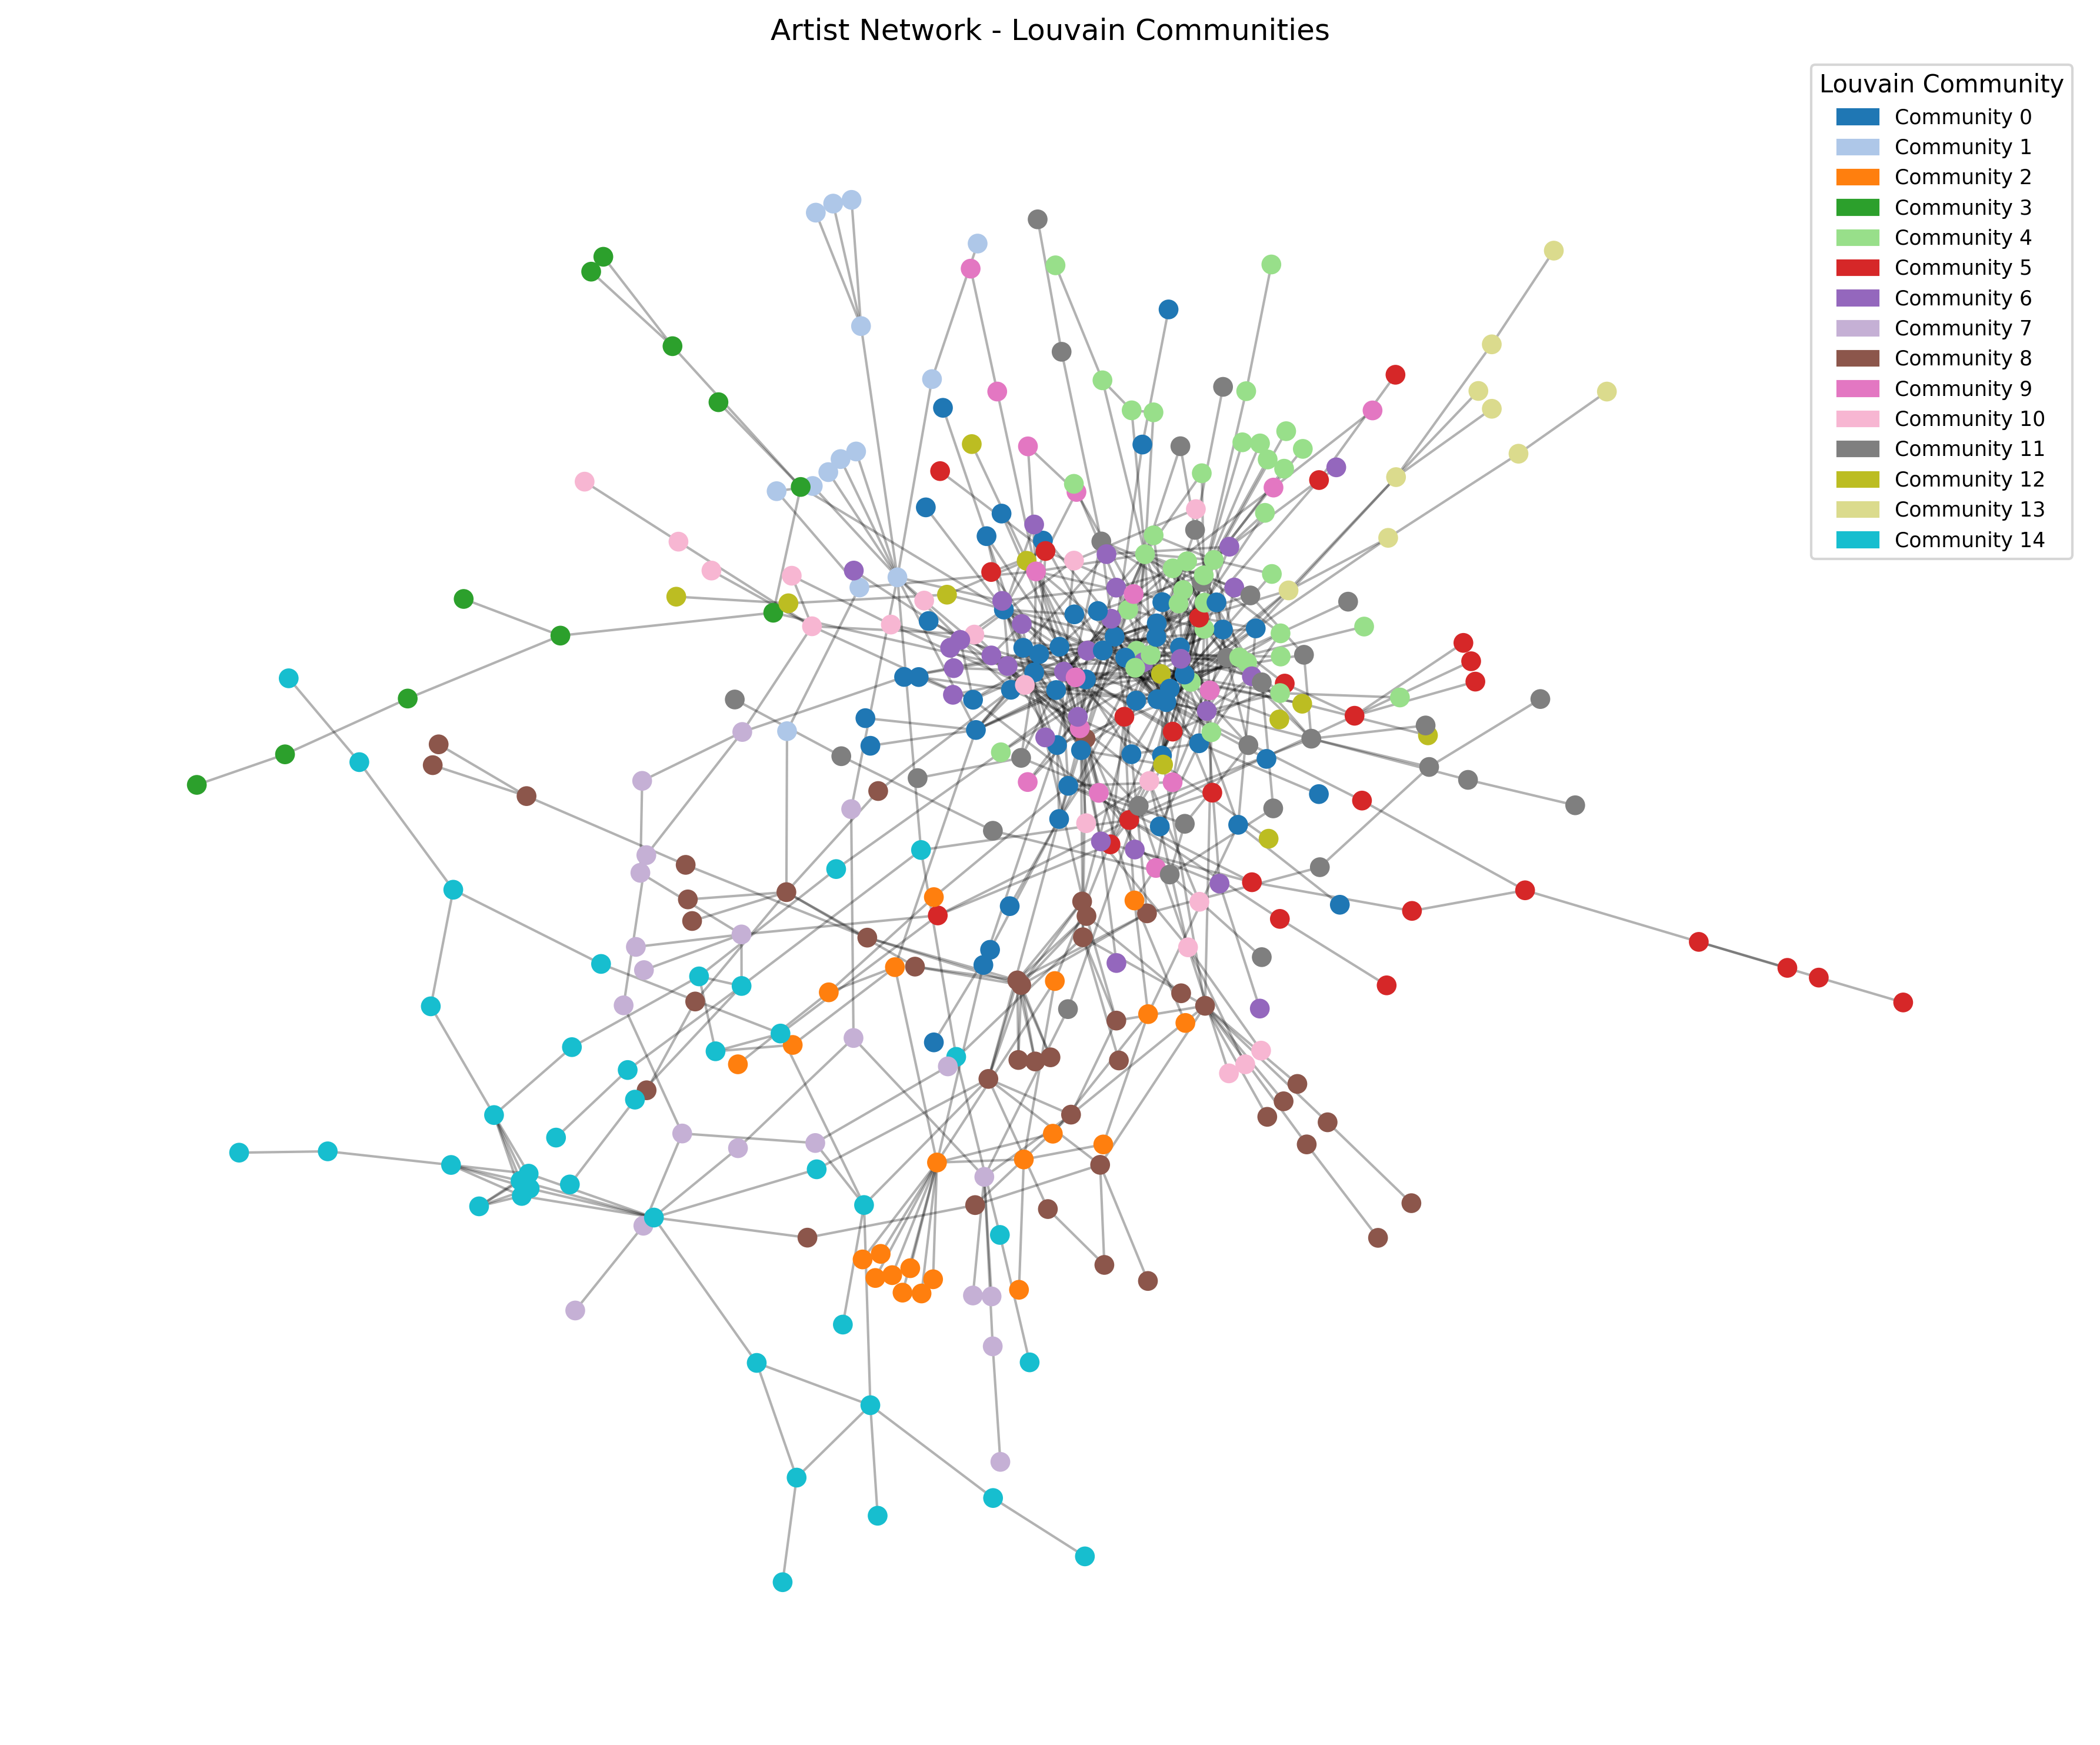 Artist Network - Louvain Communities
Louvain Community
Community 0
Community 1
Community 2
Community 3
Community 4
Community 5
Community 6
Community 7
Community 8
Community 9
Community 10
Community 11
Community 12
Community 13
Community 14